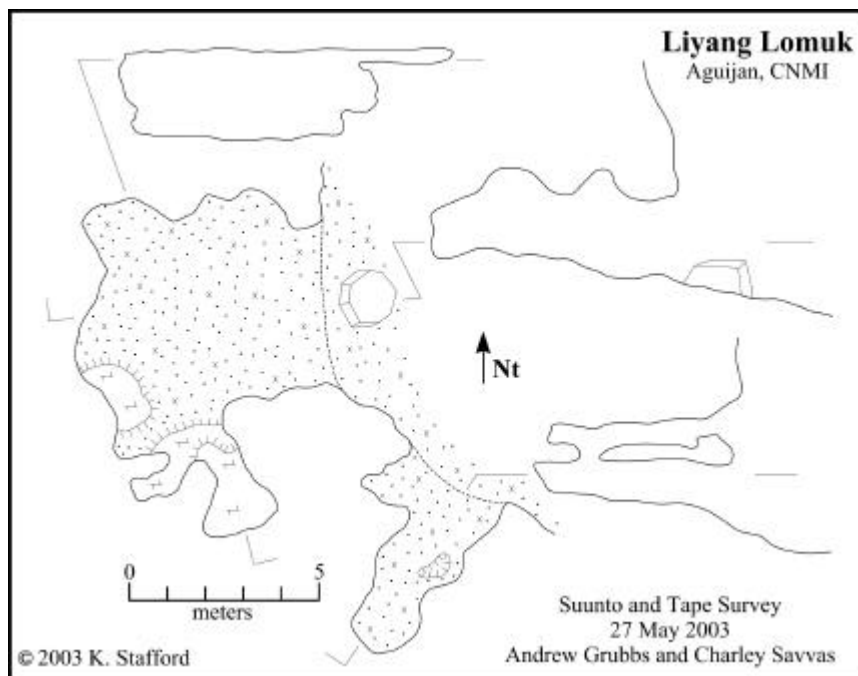 Liyang Lomuk
Aguijan, CNMI
Nt
0 5
meters
Suunto and Tape Survey
27 May 2003
Andrew Grubbs and Charley Savvas
© 2003 K. Stafford